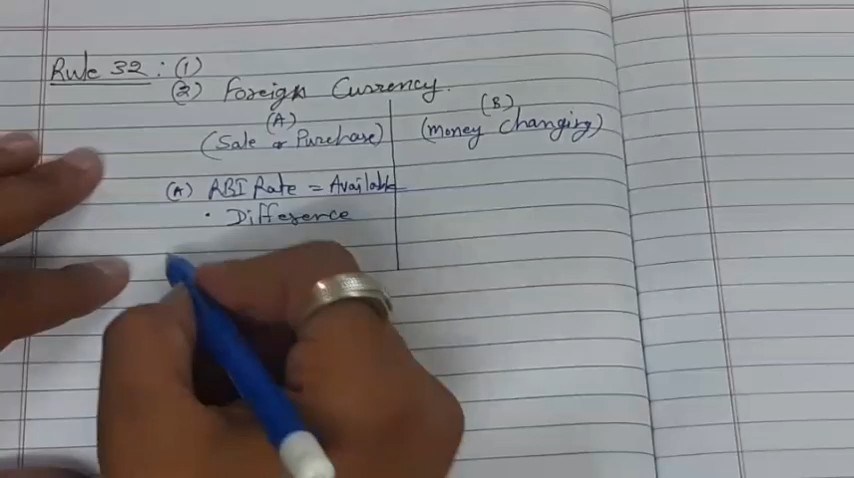 Rule 32 : (1)
(2) Foreign Currency.
(A)
(Sale or Purchase)
(B)
(Money Changing)
(A) RBI Rate = Available
• Difference